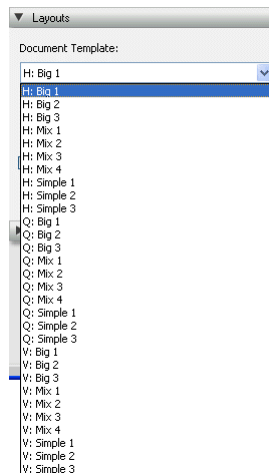 Layouts
Document Template:
H: Big 1
H: Big 1
H: Big 2
H: Big 3
H: Mix 1
H: Mix 2
H: Mix 3
H: Mix 4
H: Simple 1
H: Simple 2
H: Simple 3
Q: Big 1
Q: Big 2
Q: Big 3
Q: Mix 1
Q: Mix 2
Q: Mix 3
Q: Mix 4
Q: Simple 1
Q: Simple 2
Q: Simple 3
V: Big 1
V: Big 2
V: Big 3
V: Mix 1
V: Mix 2
V: Mix 3
V: Mix 4
V: Simple 1
V: Simple 2
V: Simple 3